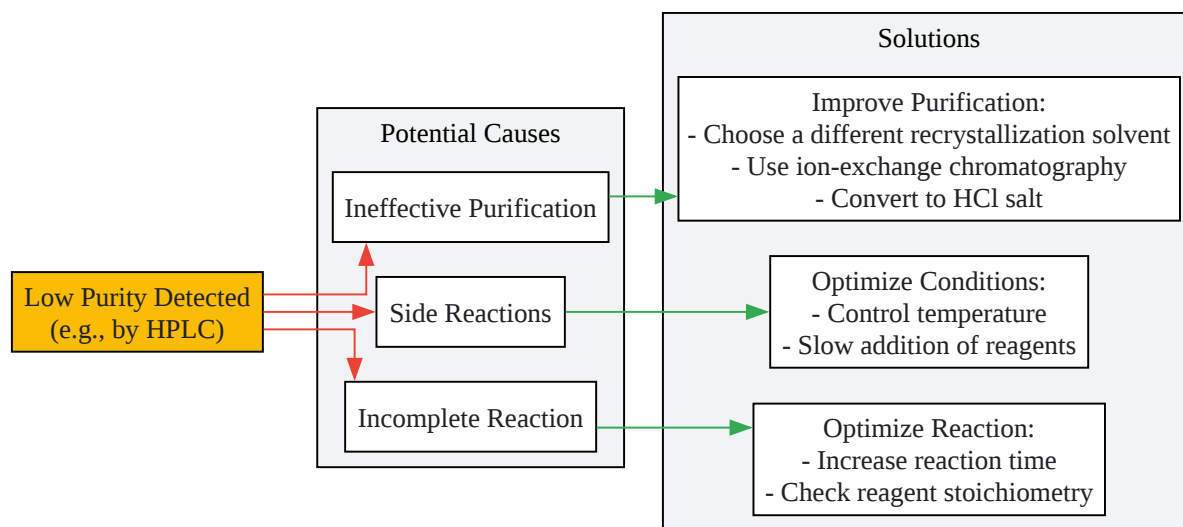 Low Purity Detected
(e.g., by HPLC)
Potential Causes
Ineffective Purification
Side Reactions
Incomplete Reaction
Solutions
Improve Purification:
- Choose a different recrystallization solvent
- Use ion-exchange chromatography
- Convert to HCl salt
Optimize Conditions:
- Control temperature
- Slow addition of reagents
Optimize Reaction:
- Increase reaction time
- Check reagent stoichiometry